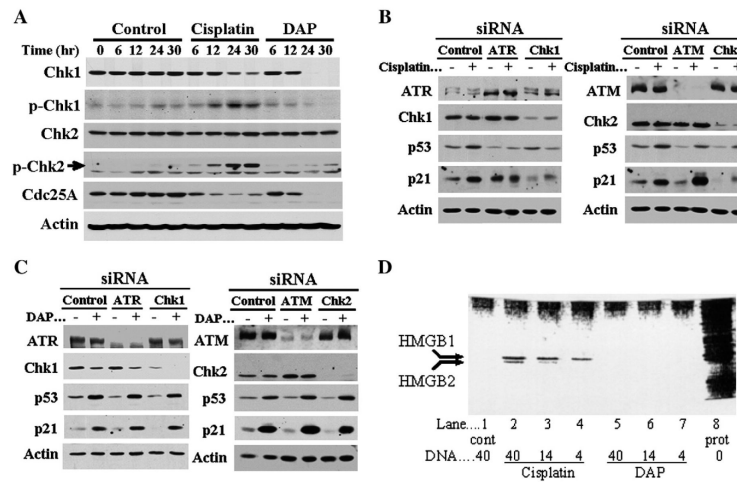 A
Control Cisplatin DAP
Time (hr) 0 6 12 24 30 6 12 24 30 6 12 24 30
Chk1
p-Chk1
Chk2
p-Chk2
Cdc25A
Actin
B
siRNA
Control ATR Chk1
Cisplatin... - + - + - +
ATR
Chk1
p53
p21
Actin
siRNA
Control ATM Chk
Cisplatin... - + - + - +
ATM
Chk2
p53
p21
Actin
C
siRNA
Control ATR Chk1
DAP... - + - + - +
ATR
Chk1
p53
p21
Actin
siRNA
Control ATM Chk2
DAP... - + - + - +
ATM
Chk2
p53
p21
Actin
D
HMGB1
HMGB2
Lane....1 2 3 4 5 6 7 8
cont prot
DNA....40 40 14 4 40 14 4 0
Cisplatin DAP